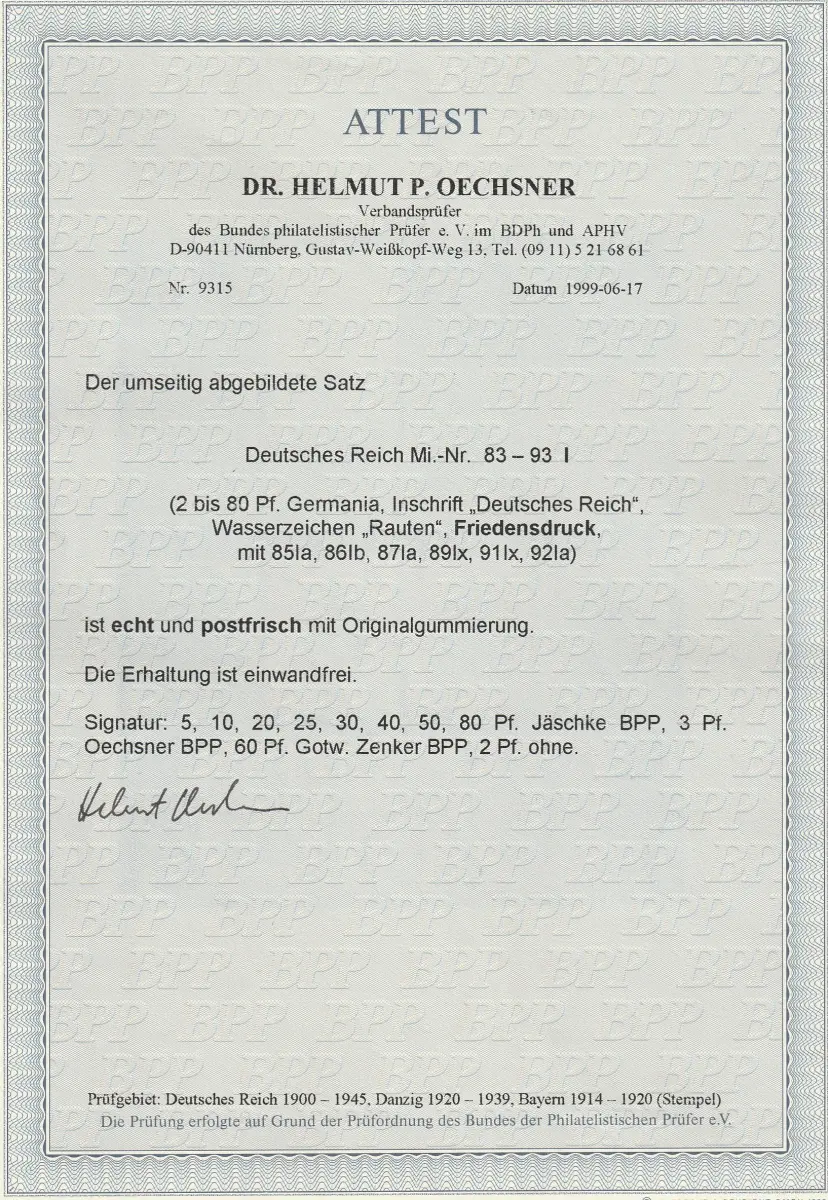 ATTEST
DR. HELMUT P. OECHSNER
Verbandsprüfer
des Bundes philatelistischer Prüfer e. V. im BDPh und APHV
D-90411 Nürnberg, Gustav-Weißkopf-Weg 13, Tel. (09 11) 5 21 68 61
Nr. 9315 Datum 1999-06-17
Der umseitig abgebildete Satz
Deutsches Reich Mi.-Nr. 83 – 93 I
(2 bis 80 Pf. Germania, Inschrift „Deutsches Reich“,
Wasserzeichen „Rauten“, Friedensdruck,
mit 85Ia, 86Ib, 87Ia, 89Ix, 91Ix, 92Ia)
ist echt und postfrisch mit Originalgummierung.
Die Erhaltung ist einwandfrei.
Signatur: 5, 10, 20, 25, 30, 40, 50, 80 Pf. Jäschke BPP, 3 Pf.
Oechsner BPP, 60 Pf. Gotw. Zenker BPP, 2 Pf. ohne.
Prüfgebiet: Deutsches Reich 1900 – 1945, Danzig 1920 – 1939, Bayern 1914 – 1920 (Stempel)
Die Prüfung erfolgte auf Grund der Prüfordnung des Bundes der Philatelistischen Prüfer e.V.